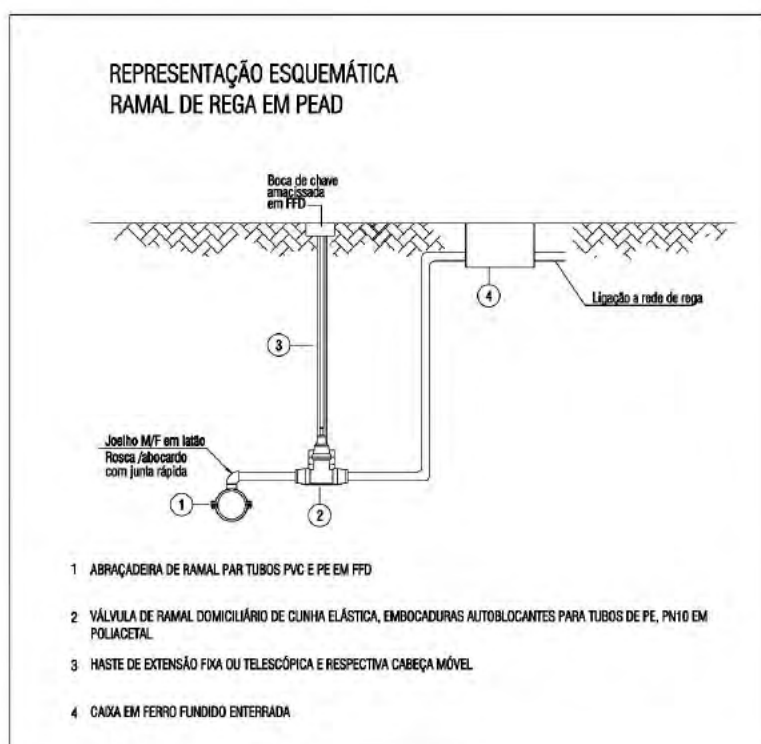 REPRESENTAÇÃO ESQUEMÁTICA
RAMAL DE REGA EM PEAD
Boca de chave
amacissada
em FFD
4
Ligação a rede de rega
3
Joelho M/F em latão
Rosca /abocardo
com junta rápida
1
2
1 ABRAÇADEIRA DE RAMAL PAR TUBOS PVC E PE EM FFD
2 VÁLVULA DE RAMAL DOMICILIÁRIO DE CUNHA ELÁSTICA, EMBOCADURAS AUTOBLOCANTES PARA TUBOS DE PE, PN10 EM
POLIACETAL
3 HASTE DE EXTENSÃO FIXA OU TELESCÓPICA E RESPECTIVA CABEÇA MÓVEL
4 CAIXA EM FERRO FUNDIDO ENTERRADA